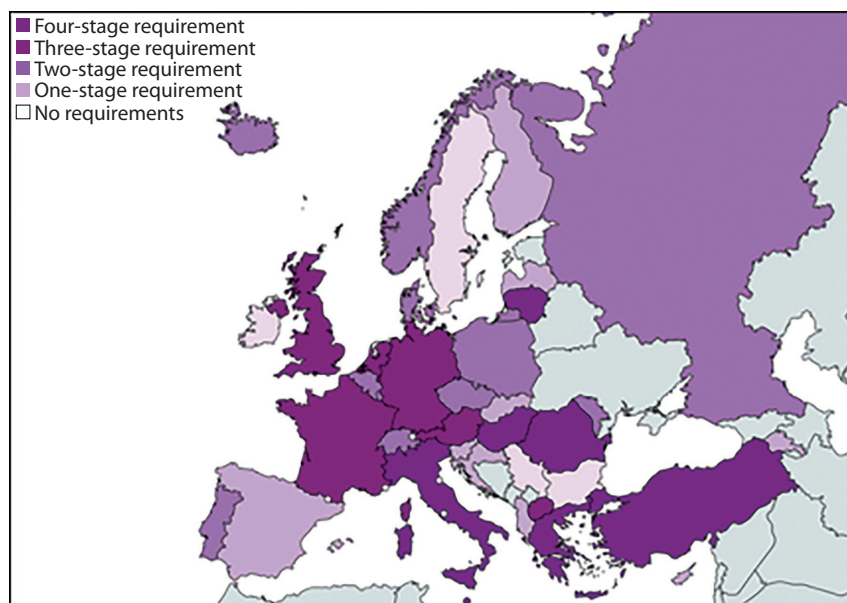 Four-stage requirement
Three-stage requirement
Two-stage requirement
One-stage requirement
No requirements